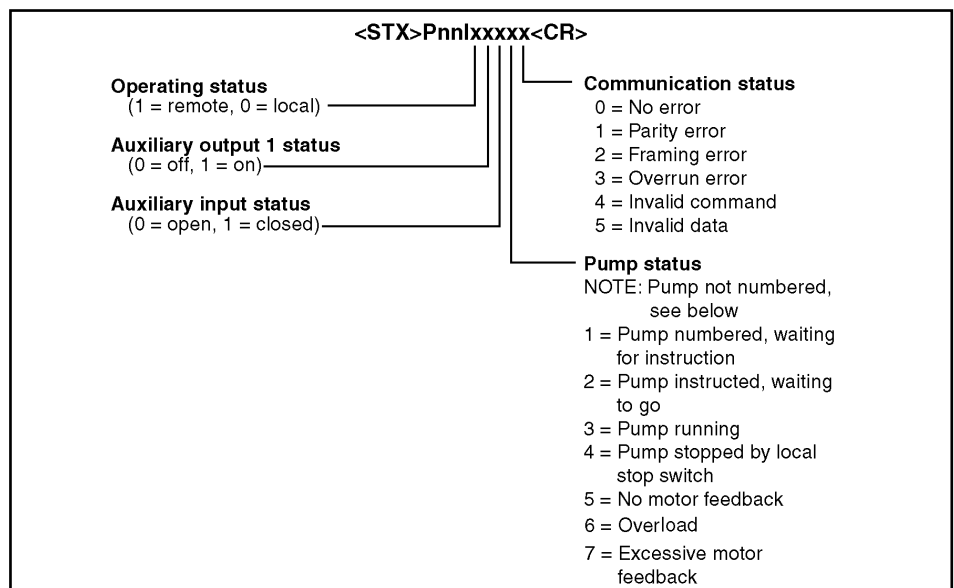 <STX>PnnIxxxxx<CR>
Operating status
(1 = remote, 0 = local)
Auxiliary output 1 status
(0 = off, 1 = on)
Auxiliary input status
(0 = open, 1 = closed)
Communication status
0 = No error
1 = Parity error
2 = Framing error
3 = Overrun error
4 = Invalid command
5 = Invalid data
Pump status
NOTE: Pump not numbered,
see below
1 = Pump numbered, waiting
for instruction
2 = Pump instructed, waiting
to go
3 = Pump running
4 = Pump stopped by local
stop switch
5 = No motor feedback
6 = Overload
7 = Excessive motor
feedback